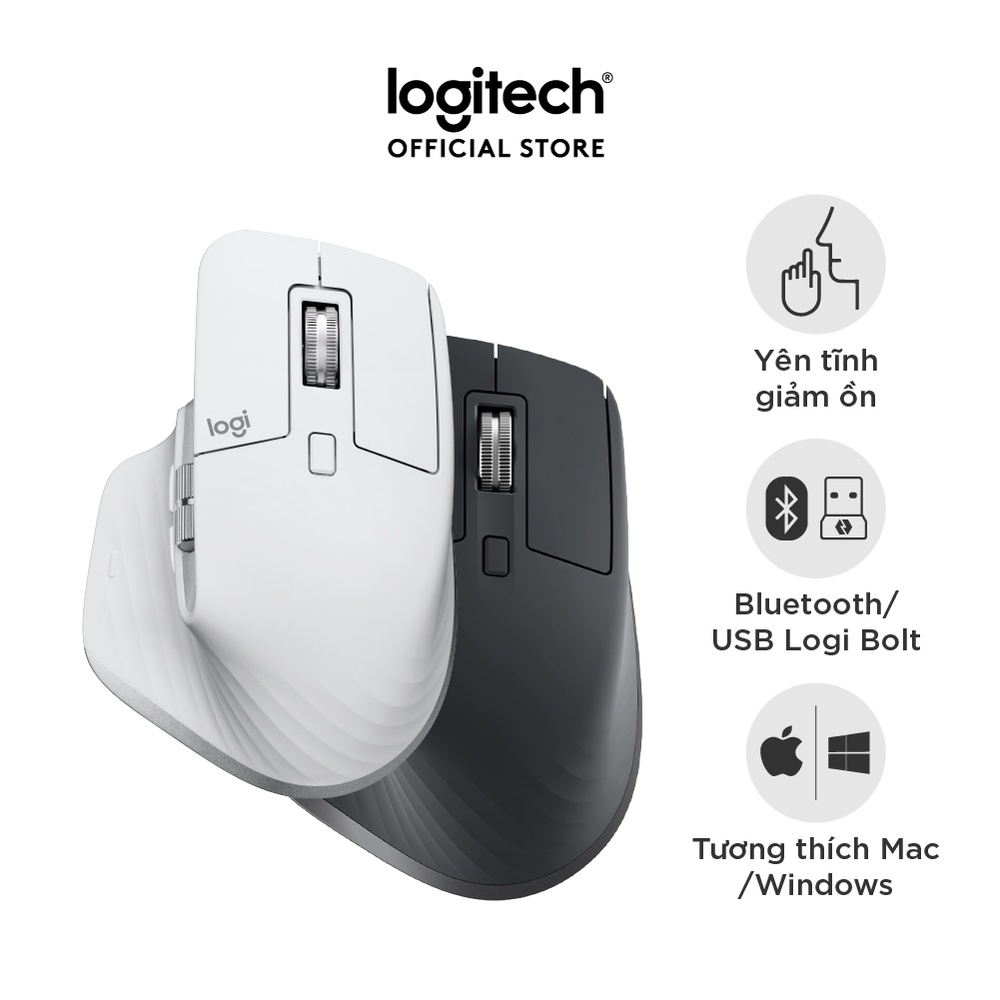 logitech®
OFFICIAL STORE
logi
Yên tĩnh
giảm ồn
Bluetooth/
USB Logi Bolt
Tương thích Mac
/Windows